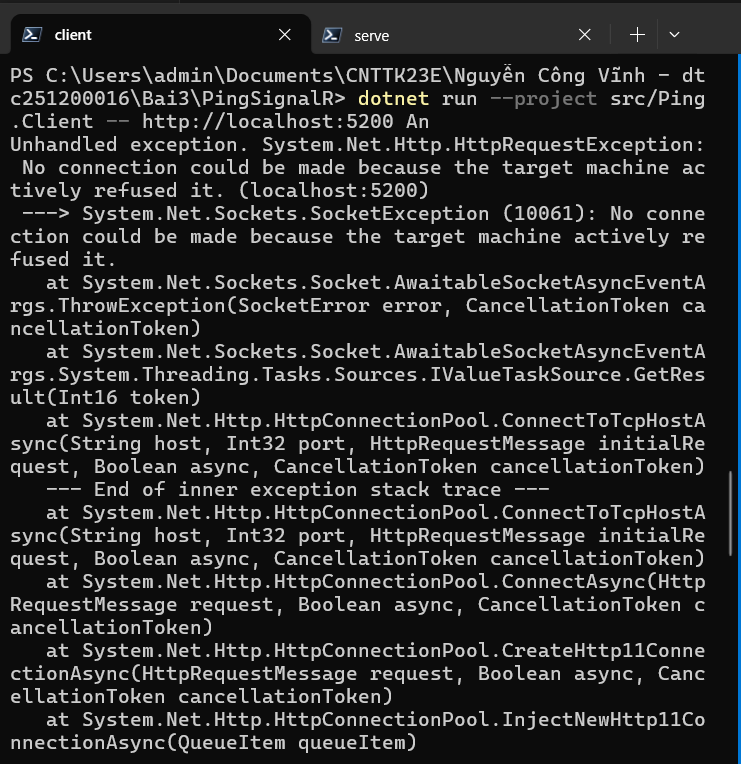 client
serve
PS C:\Users\admin\Documents\CNTTK23E\Nguyễn Công Vĩnh - dt
c251200016\Bai3\PingSignalR> dotnet run --project src/Ping
.Client -- http://localhost:5200 An
Unhandled exception. System.Net.Http.HttpRequestException:
 No connection could be made because the target machine ac
tively refused it. (localhost:5200)
 ---> System.Net.Sockets.SocketException (10061): No conne
ction could be made because the target machine actively re
fused it.
   at System.Net.Sockets.Socket.AwaitableSocketAsyncEventA
rgs.ThrowException(SocketError error, CancellationToken ca
ncellationToken)
   at System.Net.Sockets.Socket.AwaitableSocketAsyncEventA
rgs.System.Threading.Tasks.Sources.IValueTaskSource.GetRes
ult(Int16 token)
   at System.Net.Http.HttpConnectionPool.ConnectToTcpHostA
sync(String host, Int32 port, HttpRequestMessage initialRe
quest, Boolean async, CancellationToken cancellationToken)
   --- End of inner exception stack trace ---
   at System.Net.Http.HttpConnectionPool.ConnectToTcpHostA
sync(String host, Int32 port, HttpRequestMessage initialRe
quest, Boolean async, CancellationToken cancellationToken)
   at System.Net.Http.HttpConnectionPool.ConnectAsync(Http
RequestMessage request, Boolean async, CancellationToken c
ancellationToken)
   at System.Net.Http.HttpConnectionPool.CreateHttp11Conne
ctionAsync(HttpRequestMessage request, Boolean async, Canc
ellationToken cancellationToken)
   at System.Net.Http.HttpConnectionPool.InjectNewHttp11Co
nnectionAsync(QueueItem queueItem)